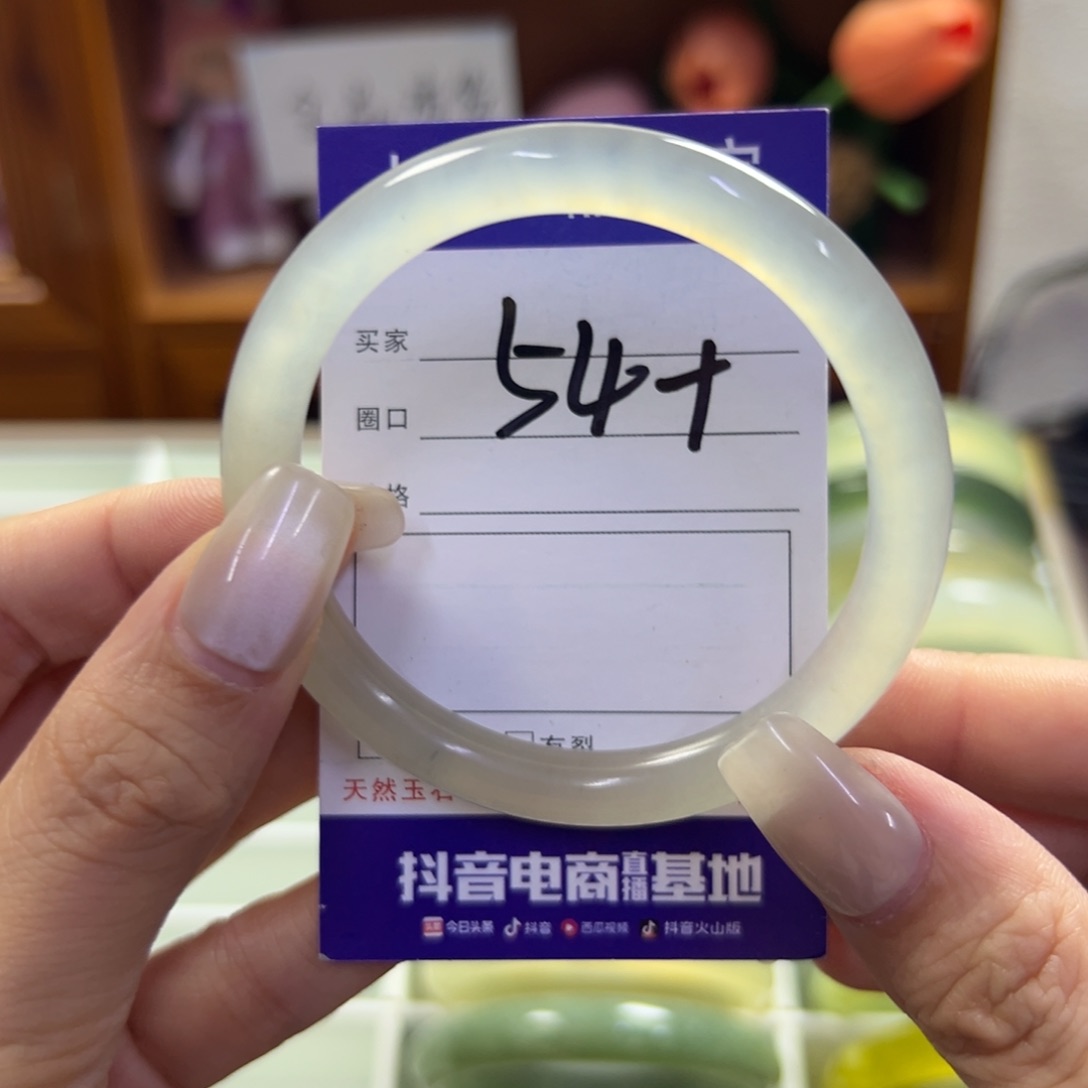 买家
54+
圈口
格
有裂
天然玉石
抖音电商直播基地
今日头条 抖音 西瓜视频 抖音火山版